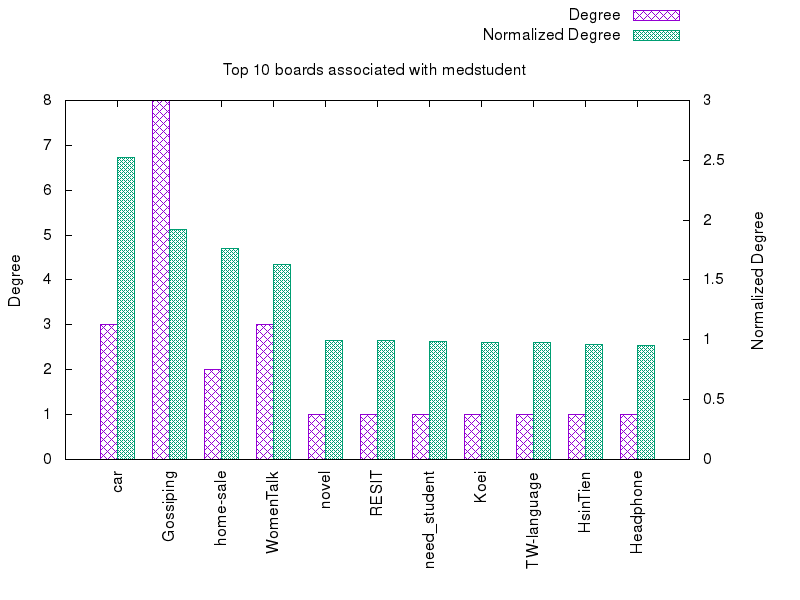 Degree
Normalized Degree
Top 10 boards associated with medstudent
8
7
6
5
4
3
2
1
0
Degree
3
2.5
2
1.5
1
0.5
0
Normalized Degree
car
Gossiping
home-sale
WomenTalk
novel
RESIT
need_student
Koei
TW-language
HsinTien
Headphone